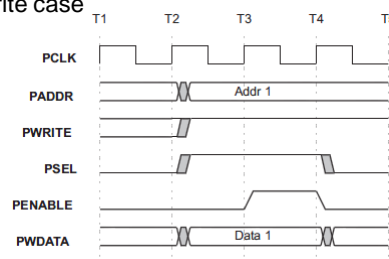 rite case
T1 T2 T3 T4
PCLK
PADDR Addr 1
PWRITE
PSEL
PENABLE
PWDATA Data 1